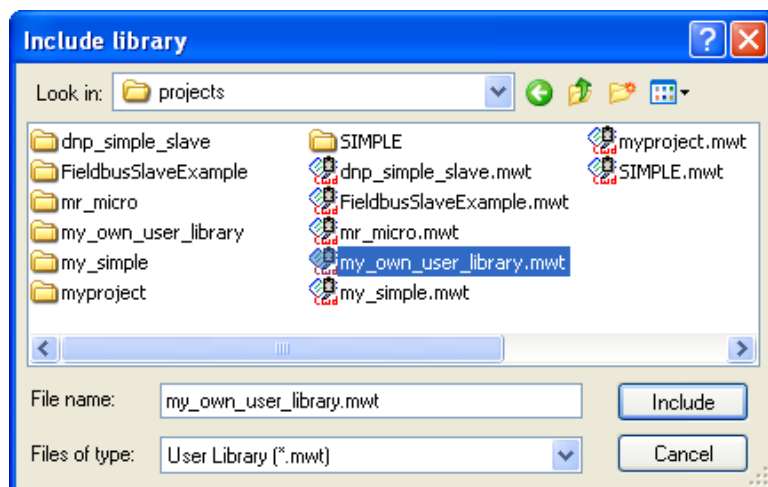 Include library
Look in: projects
dnp_simple_slave
FieldbusSlaveExample
mr_micro
my_own_user_library
my_simple
myproject
SIMPLE
dnp_simple_slave.mwt
FieldbusSlaveExample.mwt
mr_micro.mwt
my_own_user_library.mwt
my_simple.mwt
myproject.mwt
SIMPLE.mwt
File name: my_own_user_library.mwt Include
Files of type: User Library (*.mwt) Cancel